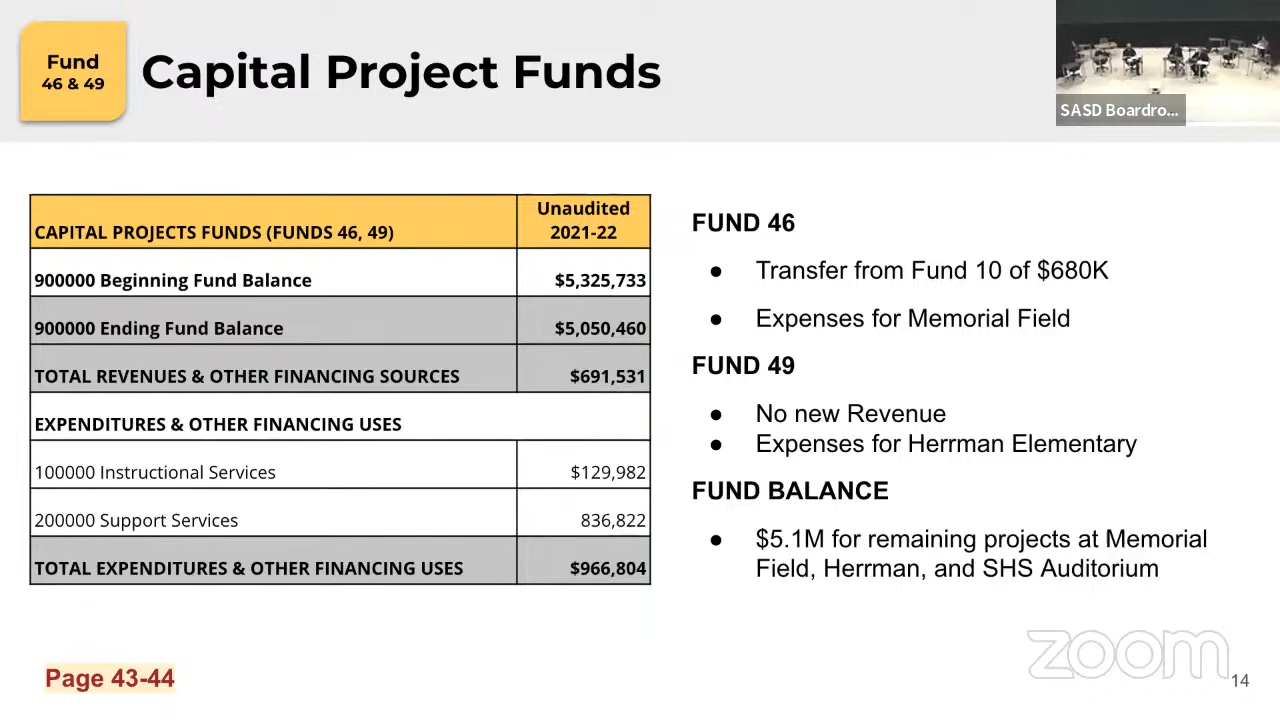 Fund
46 & 49
Capital Project Funds
SASD Boardro...
Unaudited
CAPITAL PROJECTS FUNDS (FUNDS 46, 49) 2021-22
900000 Beginning Fund Balance $5,325,733
900000 Ending Fund Balance $5,050,460
TOTAL REVENUES & OTHER FINANCING SOURCES $691,531
EXPENDITURES & OTHER FINANCING USES
100000 Instructional Services $129,982
200000 Support Services 836,822
TOTAL EXPENDITURES & OTHER FINANCING USES $966,804
FUND 46
● Transfer from Fund 10 of $680K
● Expenses for Memorial Field
FUND 49
● No new Revenue
● Expenses for Herrman Elementary
FUND BALANCE
● $5.1M for remaining projects at Memorial
Field, Herrman, and SHS Auditorium
Page 43-44
zoom
14